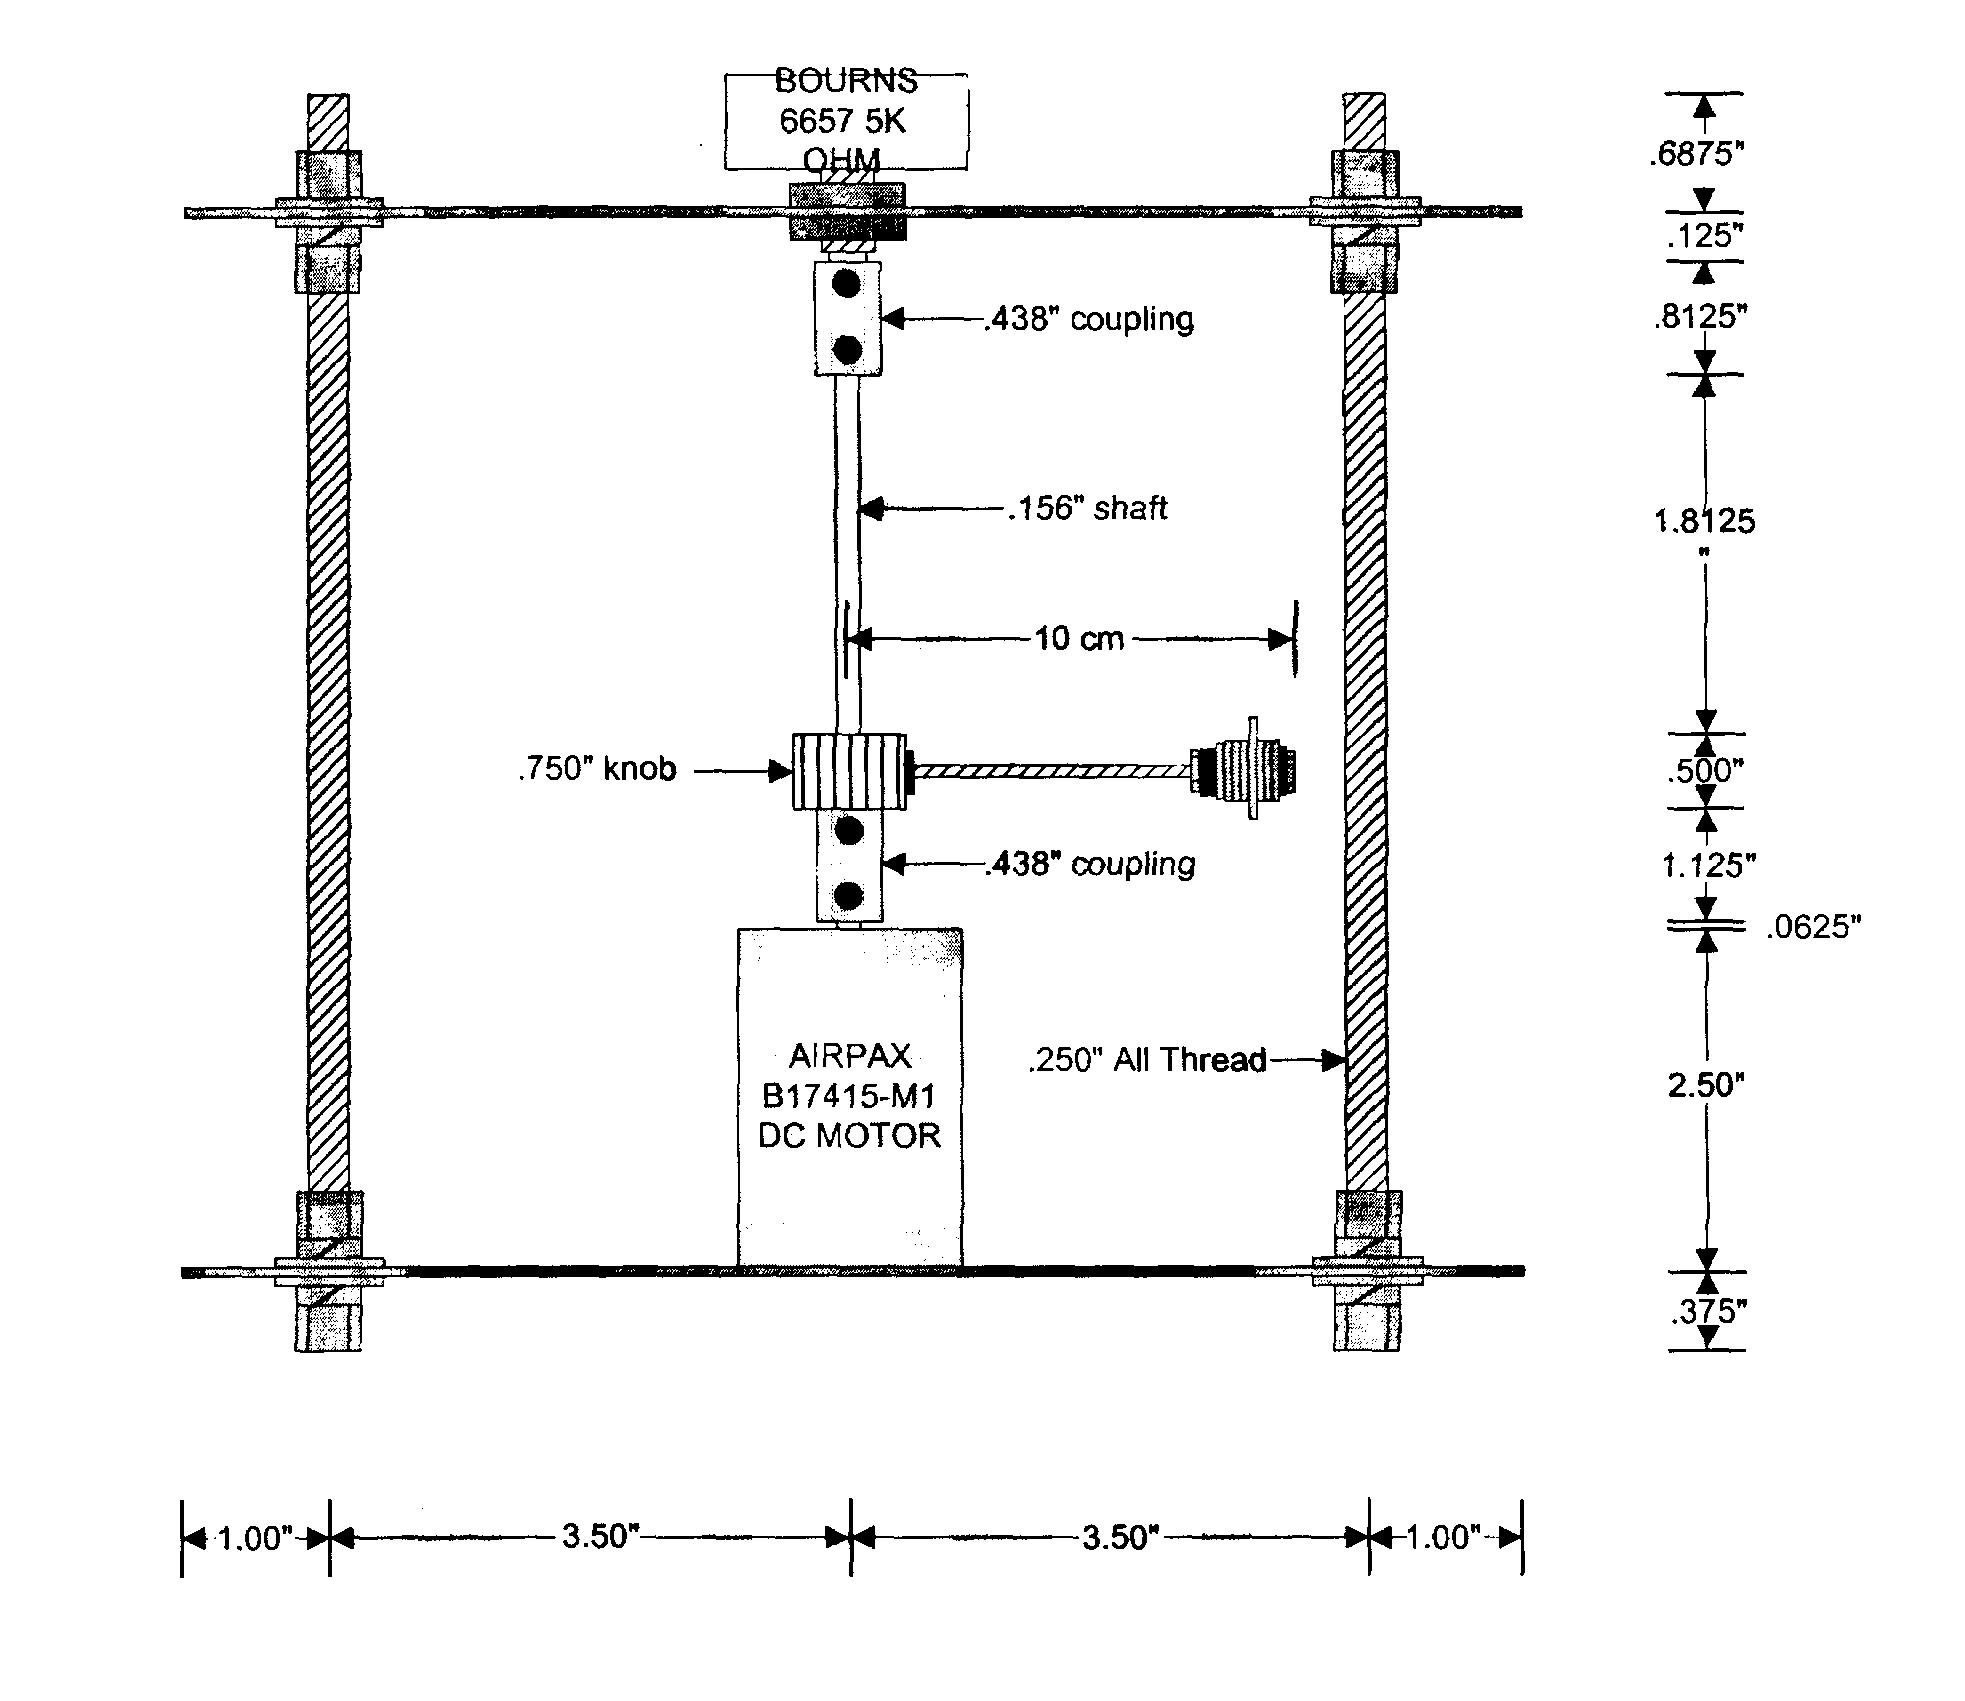 BOURNS
6657 5K
OHM
.6875"
.125"
.438" coupling
.8125"
.156" shaft
1.8125
"
10 cm
.750" knob
.500"
.438" coupling
1.125"
.0625"
AIRPAX
B17415-M1
DC MOTOR
.250" All Thread
2.50"
.375"
1.00" 3.50" 3.50" 1.00"